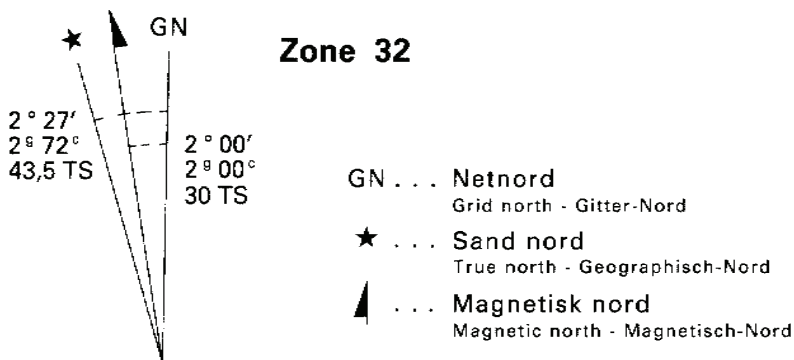 GN
Zone 32
2° 27′
2ᵍ 72ᶜ
43,5 TS
2° 00′
2ᵍ 00ᶜ
30 TS
GN . . . Netnord
Grid north - Gitter-Nord
★ . . . Sand nord
True north - Geographisch-Nord
. . . Magnetisk nord
Magnetic north - Magnetisch-Nord